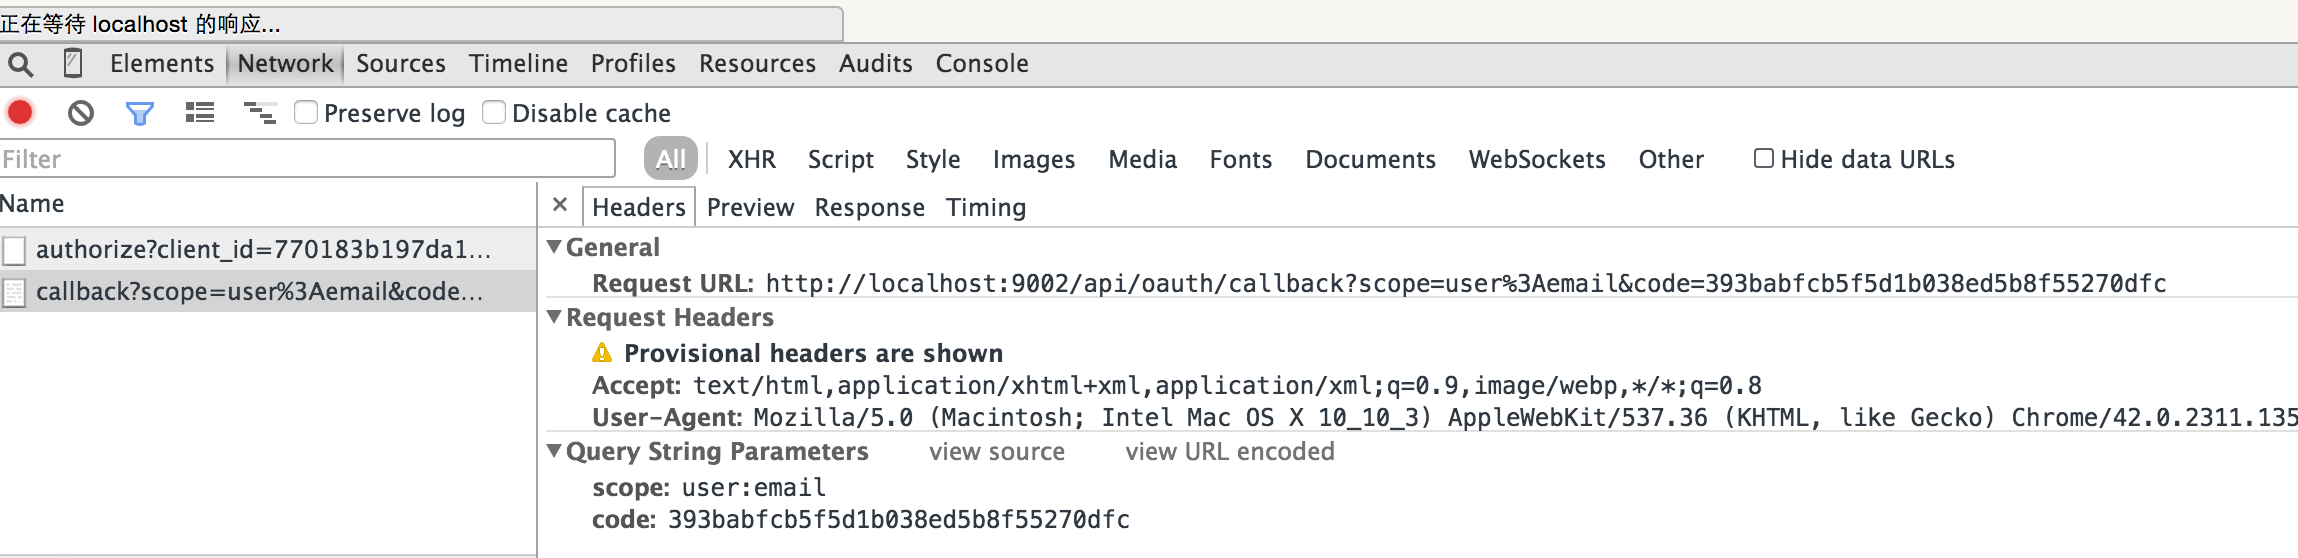 正在等待 localhost 的响应...
Elements Network Sources Timeline Profiles Resources Audits Console
Preserve log Disable cache
Filter All XHR Script Style Images Media Fonts Documents WebSockets Other Hide data URLs
Name × Headers Preview Response Timing
authorize?client_id=770183b197da1...
callback?scope=user%3Aemail&code...
▼General
Request URL: http://localhost:9002/api/oauth/callback?scope=user%3Aemail&code=393babfcb5f5d1b038ed5b8f55270dfc
▼Request Headers
Provisional headers are shown
Accept: text/html,application/xhtml+xml,application/xml;q=0.9,image/webp,*/*;q=0.8
User-Agent: Mozilla/5.0 (Macintosh; Intel Mac OS X 10_10_3) AppleWebKit/537.36 (KHTML, like Gecko) Chrome/42.0.2311.135
▼Query String Parameters view source view URL encoded
scope: user:email
code: 393babfcb5f5d1b038ed5b8f55270dfc